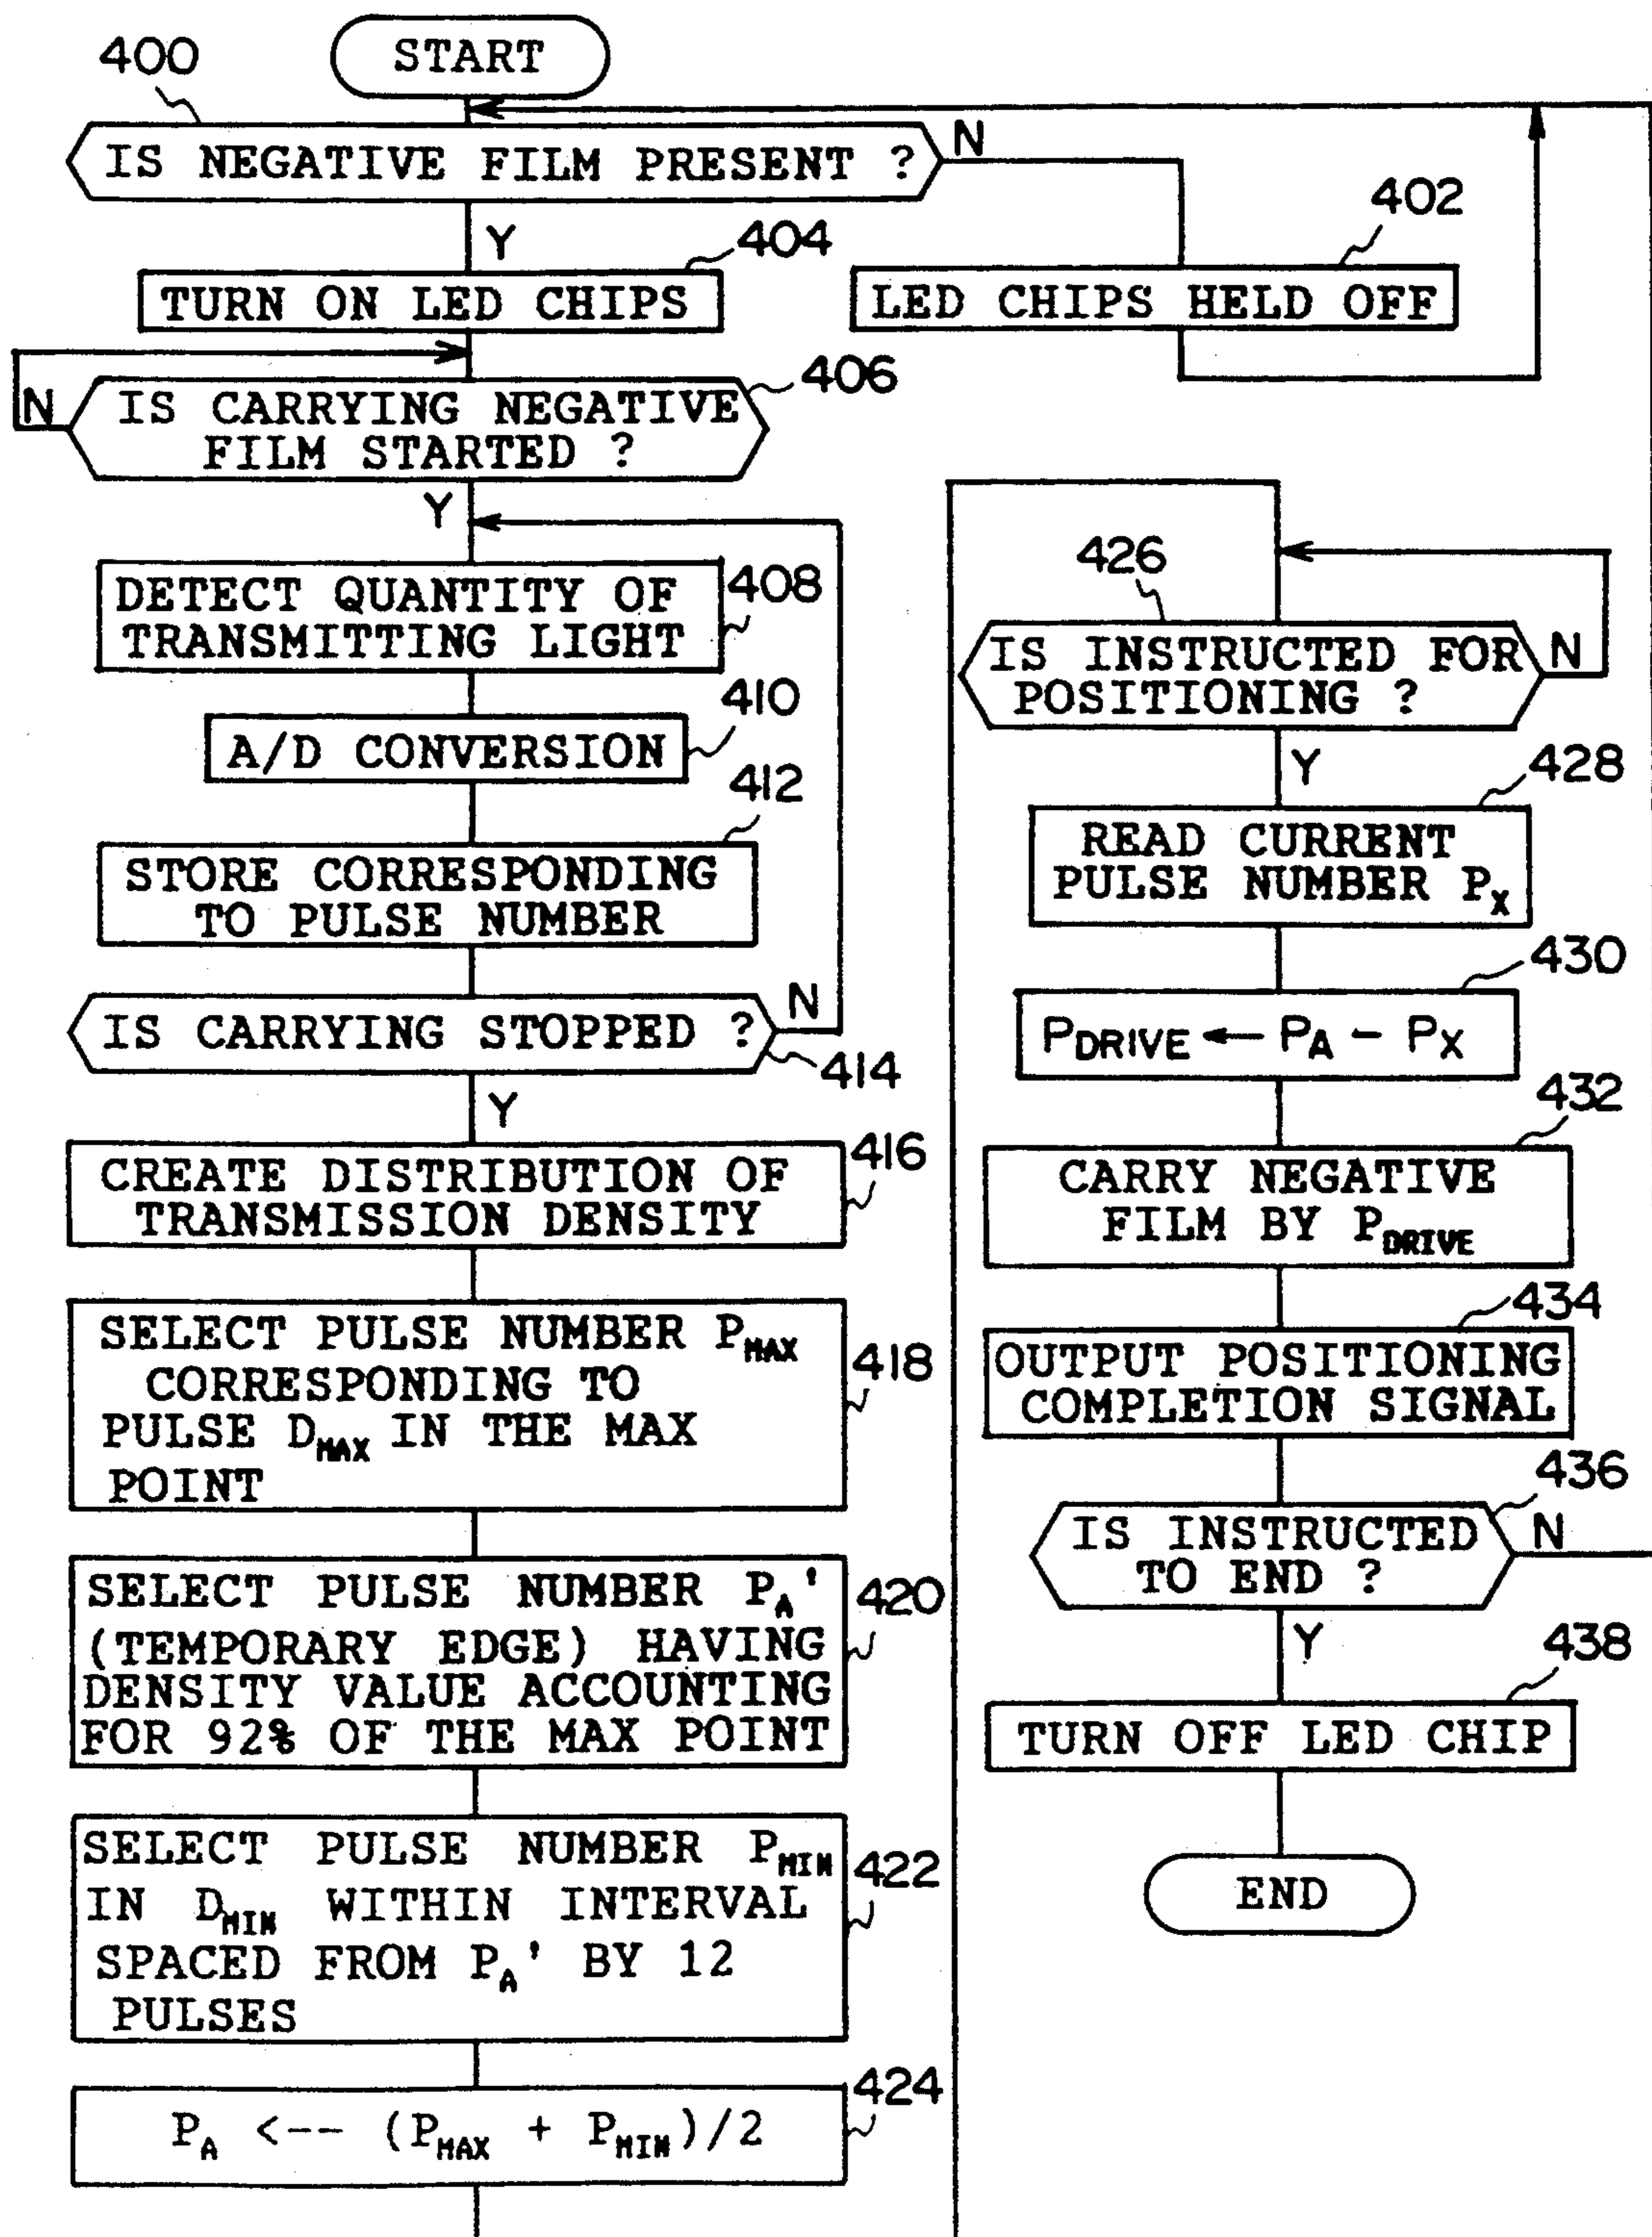 START
400
IS NEGATIVE FILM PRESENT ?
N
Y
402
404
TURN ON LED CHIPS
LED CHIPS HELD OFF
406
N
IS CARRYING NEGATIVE
FILM STARTED ?
Y
408
DETECT QUANTITY OF
TRANSMITTING LIGHT
410
A/D CONVERSION
412
STORE CORRESPONDING
TO PULSE NUMBER
IS CARRYING STOPPED ?
N
414
Y
416
CREATE DISTRIBUTION OF
TRANSMISSION DENSITY
SELECT PULSE NUMBER PMAX
418
CORRESPONDING TO
PULSE DMAX IN THE MAX
POINT
SELECT PULSE NUMBER PA'
420
(TEMPORARY EDGE) HAVING
DENSITY VALUE ACCOUNTING
FOR 92% OF THE MAX POINT
SELECT PULSE NUMBER PMIN
422
IN DMIN WITHIN INTERVAL
SPACED FROM PA' BY 12
PULSES
424
PA <-- (PMAX + PMIN)/2
426
IS INSTRUCTED FOR
POSITIONING ?
N
Y
428
READ CURRENT
PULSE NUMBER PX
430
PDRIVE ← PA - PX
432
CARRY NEGATIVE
FILM BY PDRIVE
434
OUTPUT POSITIONING
COMPLETION SIGNAL
436
IS INSTRUCTED
TO END ?
N
Y
438
TURN OFF LED CHIP
END